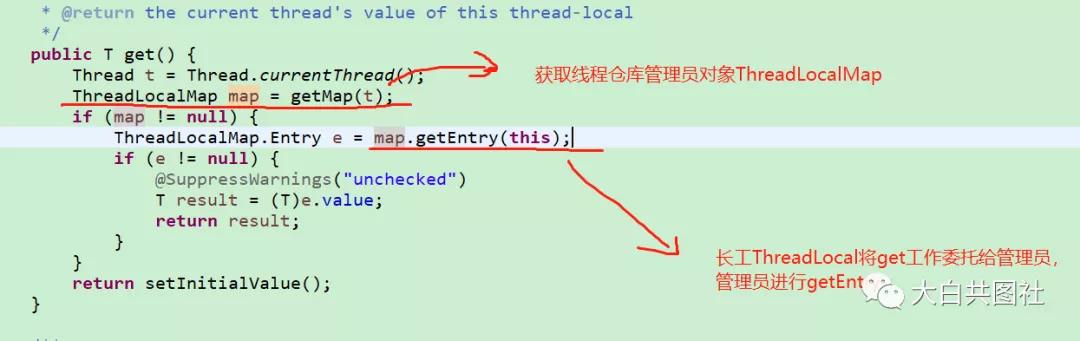 * @return the current thread's value of this thread-local
*/
public T get() {
Thread t = Thread.currentThread();
获取线程仓库管理员对象ThreadLocalMap
ThreadLocalMap map = getMap(t);
if (map != null) {
ThreadLocalMap.Entry e = map.getEntry(this);
if (e != null) {
@SuppressWarnings("unchecked")
T result = (T)e.value;
return result;
}
}
长工ThreadLocal将get工作委托给管理员,
管理员进行getEnt
return setInitialValue();
}
大白共图社